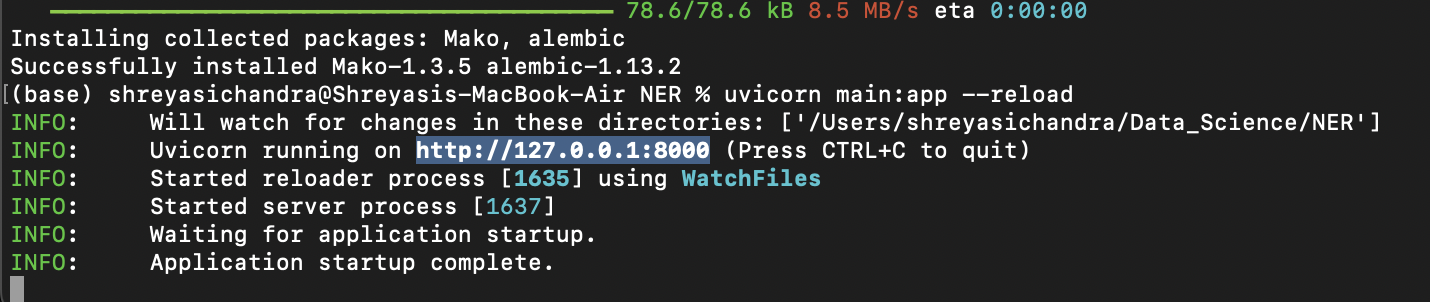 78.6/78.6 kB 8.5 MB/s eta 0:00:00
Installing collected packages: Mako, alembic
Successfully installed Mako-1.3.5 alembic-1.13.2
[(base) shreyasichandra@Shreyasis-MacBook-Air NER % uvicorn main:app --reload
INFO:     Will watch for changes in these directories: ['/Users/shreyasichandra/Data_Science/NER']
INFO:     Uvicorn running on http://127.0.0.1:8000 (Press CTRL+C to quit)
INFO:     Started reloader process [1635] using WatchFiles
INFO:     Started server process [1637]
INFO:     Waiting for application startup.
INFO:     Application startup complete.